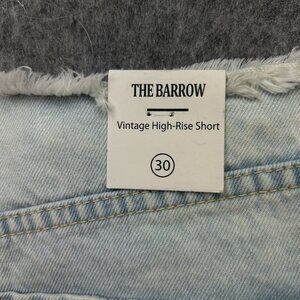 THE BARROW
Vintage High-Rise Short
30